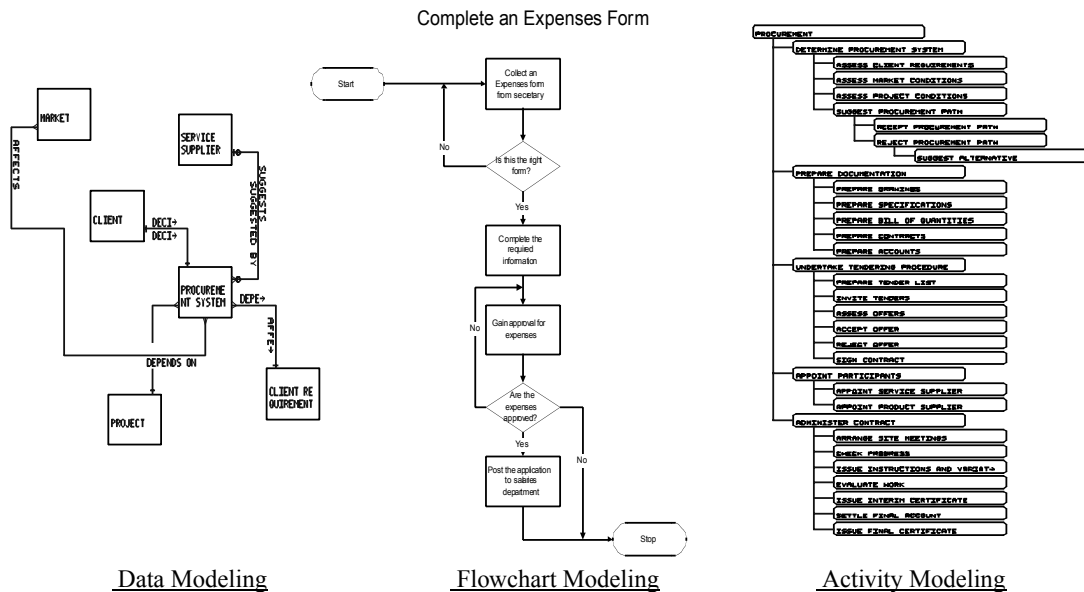 Complete an Expenses Form
MARKET
SERVICE
SUPPLIER
AFFECTS
CLIENT
DECI→
DECI→
SUGGESTS
SUGGESTED BY
PROCUREME
NT SYSTEM
DEPE→
AFFE→
DEPENDS ON
CLIENT RE
QUIREMENT
PROJECT
Data Modeling
Start
Collect an
Expenses form
from secretary
No
Is this the right
form?
Yes
Complete the
required
information
No
Gain approval for
expenses
Are the
expenses
approved?
Yes
No
Post the application
to salaries
department
Stop
Flowchart Modeling
PROCUREMENT
DETERMINE PROCUREMENT SYSTEM
ASSESS CLIENT REQUIREMENTS
ASSESS MARKET CONDITIONS
ASSESS PROJECT CONDITIONS
SUGGEST PROCUREMENT PATH
ACCEPT PROCUREMENT PATH
REJECT PROCUREMENT PATH
SUGGEST ALTERNATIVE
PREPARE DOCUMENTATION
PREPARE DRAWINGS
PREPARE SPECIFICATIONS
PREPARE BILL OF QUANTITIES
PREPARE CONTRACTS
PREPARE ACCOUNTS
UNDERTAKE TENDERING PROCEDURE
PREPARE TENDER LIST
INVITE TENDERS
ASSESS OFFERS
ACCEPT OFFER
REJECT OFFER
SIGN CONTRACT
APPOINT PARTICIPANTS
APPOINT SERVICE SUPPLIER
APPOINT PRODUCT SUPPLIER
ADMINISTER CONTRACT
ARRANGE SITE MEETINGS
CHECK PROGRESS
ISSUE INSTRUCTIONS AND VARIAT→
EVALUATE WORK
ISSUE INTERIM CERTIFICATE
SETTLE FINAL ACCOUNT
ISSUE FINAL CERTIFICATE
Activity Modeling